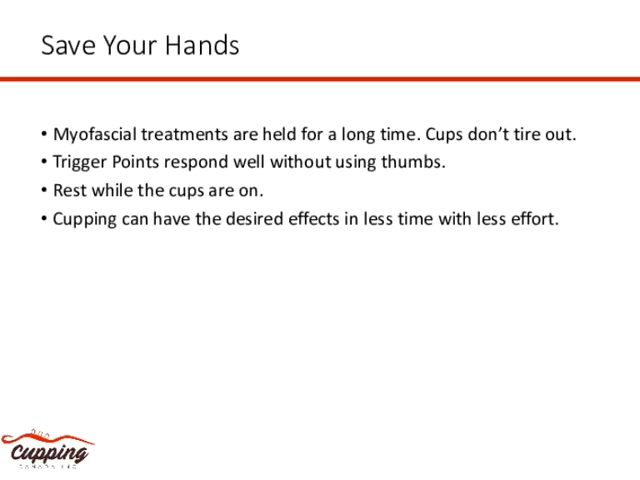 Save Your Hands
• Myofascial treatments are held for a long time. Cups don't tire out.
• Trigger Points respond well without using thumbs.
• Rest while the cups are on.
• Cupping can have the desired effects in less time with less effort.
Cupping
CANADA INC